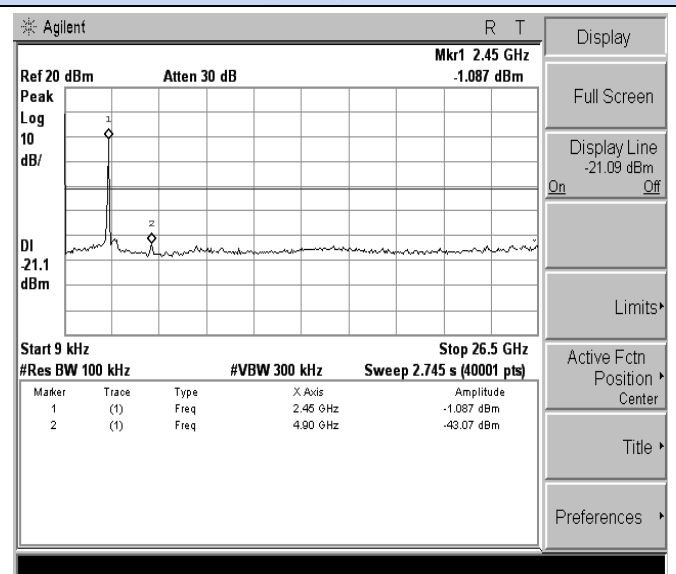 Agilent R T
Mkr1 2.45 GHz
Ref 20 dBm Atten 30 dB -1.087 dBm
Peak
Log
10
dB/
1
2
DI
-21.1
dBm
Start 9 kHz Stop 26.5 GHz
#Res BW 100 kHz #VBW 300 kHz Sweep 2.745 s (40001 pts)
Marker Trace Type X Axis Amplitude
1 (1) Freq 2.45 GHz -1.087 dBm
2 (1) Freq 4.90 GHz -43.07 dBm
Display
Full Screen
Display Line
-21.09 dBm
On Off
Limits
Active Fctn
Position
Center
Title
Preferences